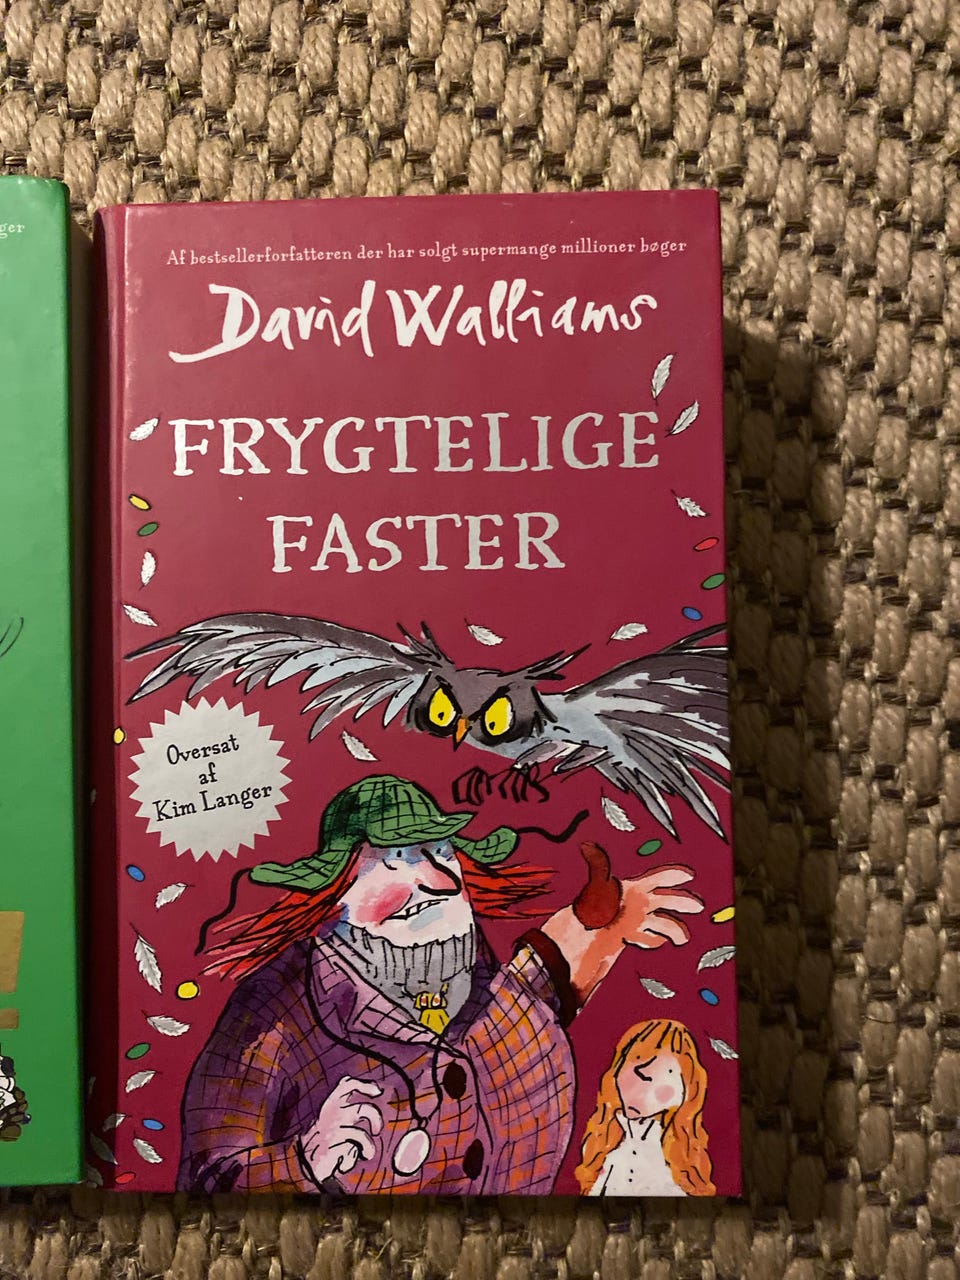 Af bestsellerforfatteren der har solgt supermange millioner bøger
David Walliams
FRYGTELIGE
FASTER
Oversat
af
Kim Langer